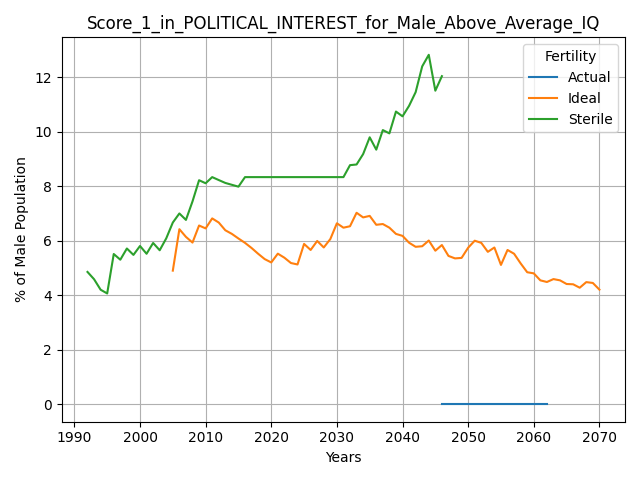 Score_1_in_POLITICAL_INTEREST_for_Male_Above_Average_IQ
Fertility
Actual
Ideal
Sterile
% of Male Population
12
10
8
6
4
2
0
1990 2000 2010 2020 2030 2040 2050 2060 2070
Years